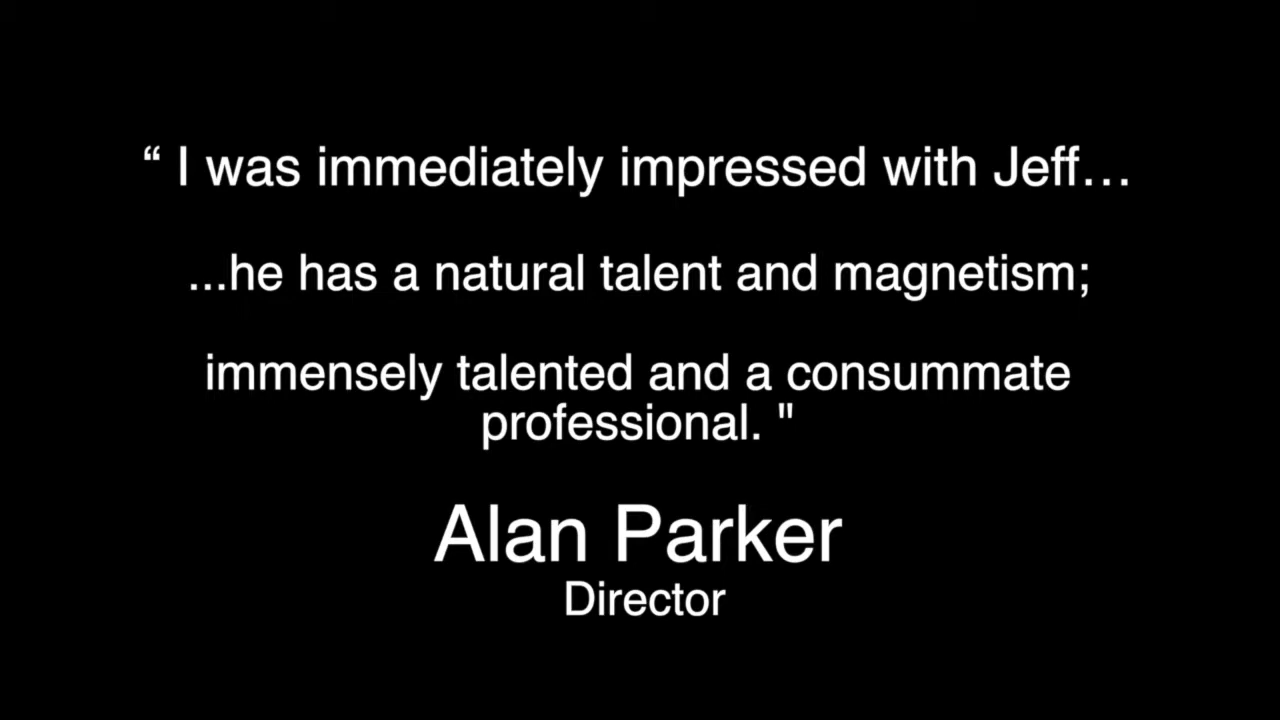 “ I was immediately impressed with Jeff…
...he has a natural talent and magnetism;
immensely talented and a consummate
professional. "
Alan Parker
Director